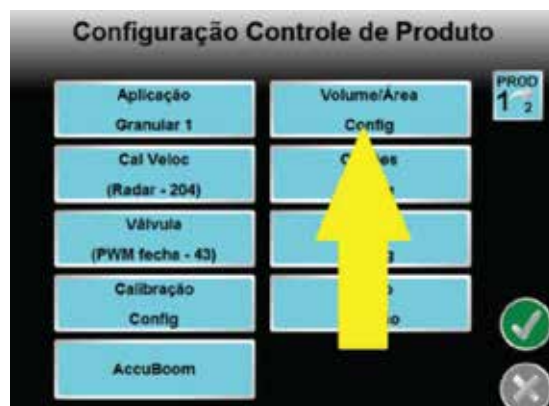 Configuração Controle de Produto
Aplicação
Granular 1
Volume/Área
Config
PROD
1 2
Cal Veloc
(Radar - 204)
Válvula
(PWM fecha - 43)
Calibração
Config
AccuBoom